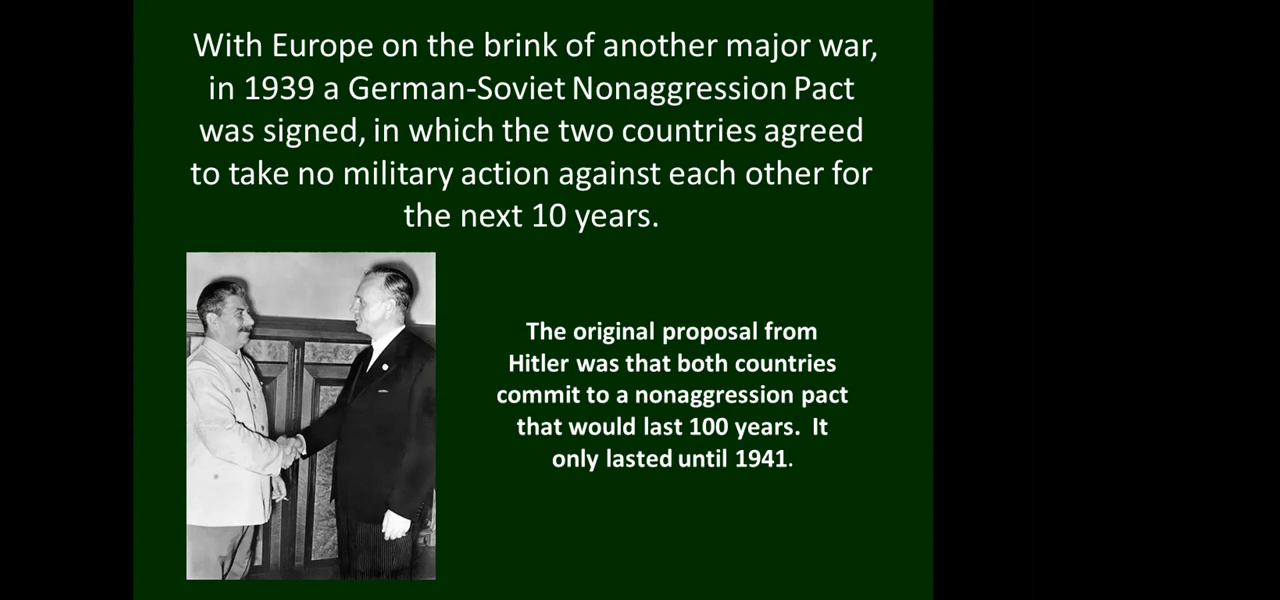 With Europe on the brink of another major war,
in 1939 a German-Soviet Nonaggression Pact
was signed, in which the two countries agreed
to take no military action against each other for
the next 10 years.
The original proposal from
Hitler was that both countries
commit to a nonaggression pact
that would last 100 years.  It
only lasted until 1941.